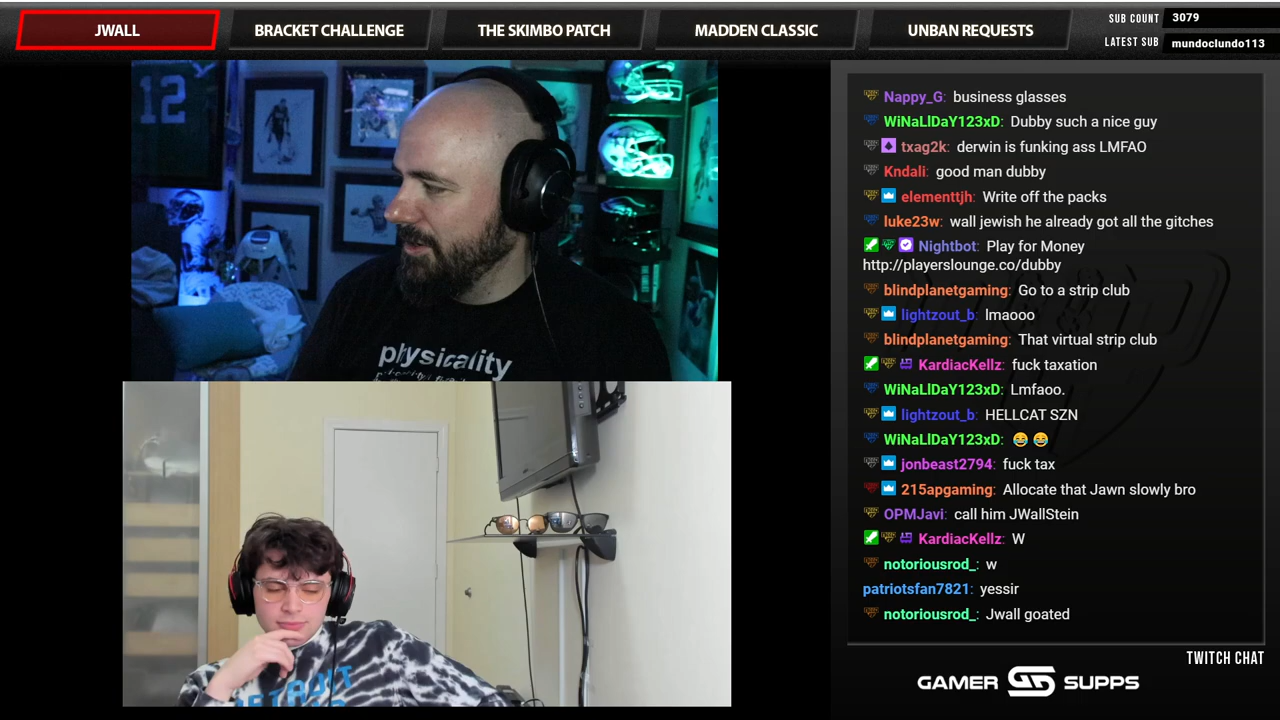 JWALL
BRACKET CHALLENGE
THE SKIMBO PATCH
MADDEN CLASSIC
UNBAN REQUESTS
SUB COUNT 3079
LATEST SUB mundoclundo113
12
physicality
Nappy_G: business glasses
WiNaLlDaY123xD: Dubby such a nice guy
txag2k: derwin is funking ass LMFAO
Kndali: good man dubby
elementtjh: Write off the packs
luke23w: wall jewish he already got all the gitches
Nightbot: Play for Money
http://playerslounge.co/dubby
blindplanetgaming: Go to a strip club
lightzout_b: lmaooo
blindplanetgaming: That virtual strip club
KardiacKellz: fuck taxation
WiNaLlDaY123xD: Lmfaoo.
lightzout_b: HELLCAT SZN
WiNaLlDaY123xD: 😂 😂
jonbeast2794: fuck tax
215apgaming: Allocate that Jawn slowly bro
OPMJavi: call him JWallStein
KardiacKellz: W
notoriousrod_: w
patriotsfan7821: yessir
notoriousrod_: Jwall goated
DETROIT
TWITCH CHAT
GAMER GS SUPPS